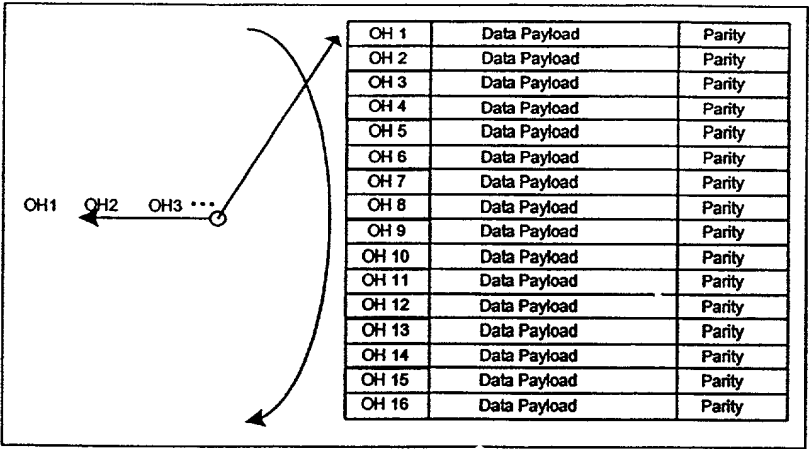 OH 1 Data Payload Parity
OH 2 Data Payload Parity
OH 3 Data Payload Parity
OH 4 Data Payload Parity
OH 5 Data Payload Parity
OH 6 Data Payload Parity
OH 7 Data Payload Parity
OH1 OH2 OH3 ••• OH 8 Data Payload Parity
OH 9 Data Payload Parity
OH 10 Data Payload Parity
OH 11 Data Payload Parity
OH 12 Data Payload Parity
OH 13 Data Payload Parity
OH 14 Data Payload Parity
OH 15 Data Payload Parity
OH 16 Data Payload Parity